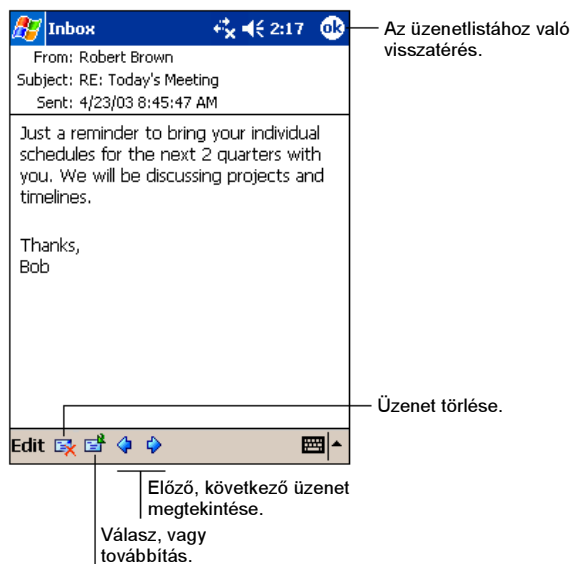 Inbox 2:17 ok
From: Robert Brown
Subject: RE: Today's Meeting
Sent: 4/23/03 8:45:47 AM
Just a reminder to bring your individual
schedules for the next 2 quarters with
you. We will be discussing projects and
timelines.
Thanks,
Bob
Edit
Az üzenetlistához való
visszatérés.
Üzenet törlése.
Előző, következő üzenet
megtekintése.
Válasz, vagy
továbbítás.